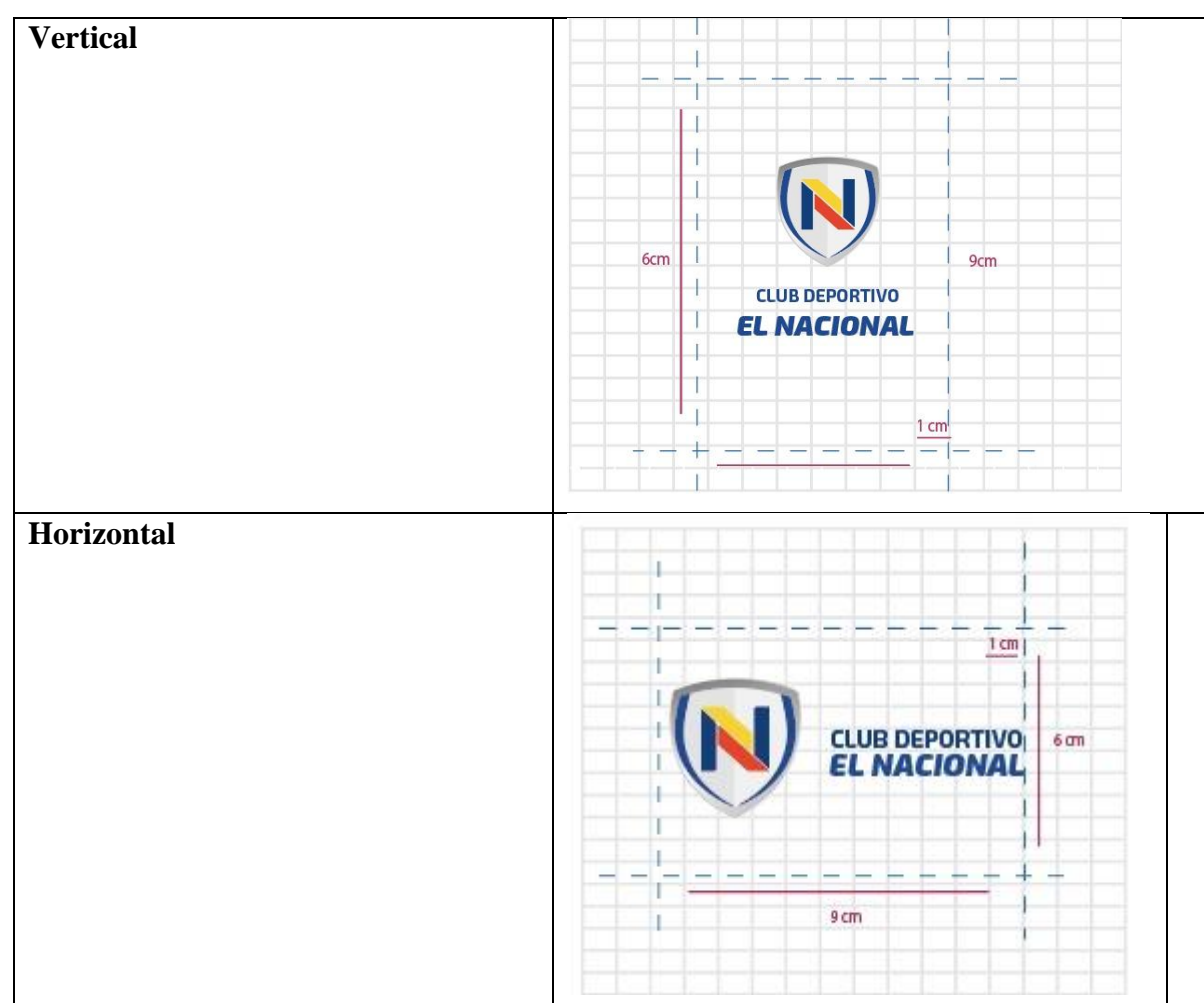 Vertical
6cm
9cm
CLUB DEPORTIVO
EL NACIONAL
1 cm
Horizontal
1 cm
CLUB DEPORTIVO
EL NACIONAL
6 cm
9 cm